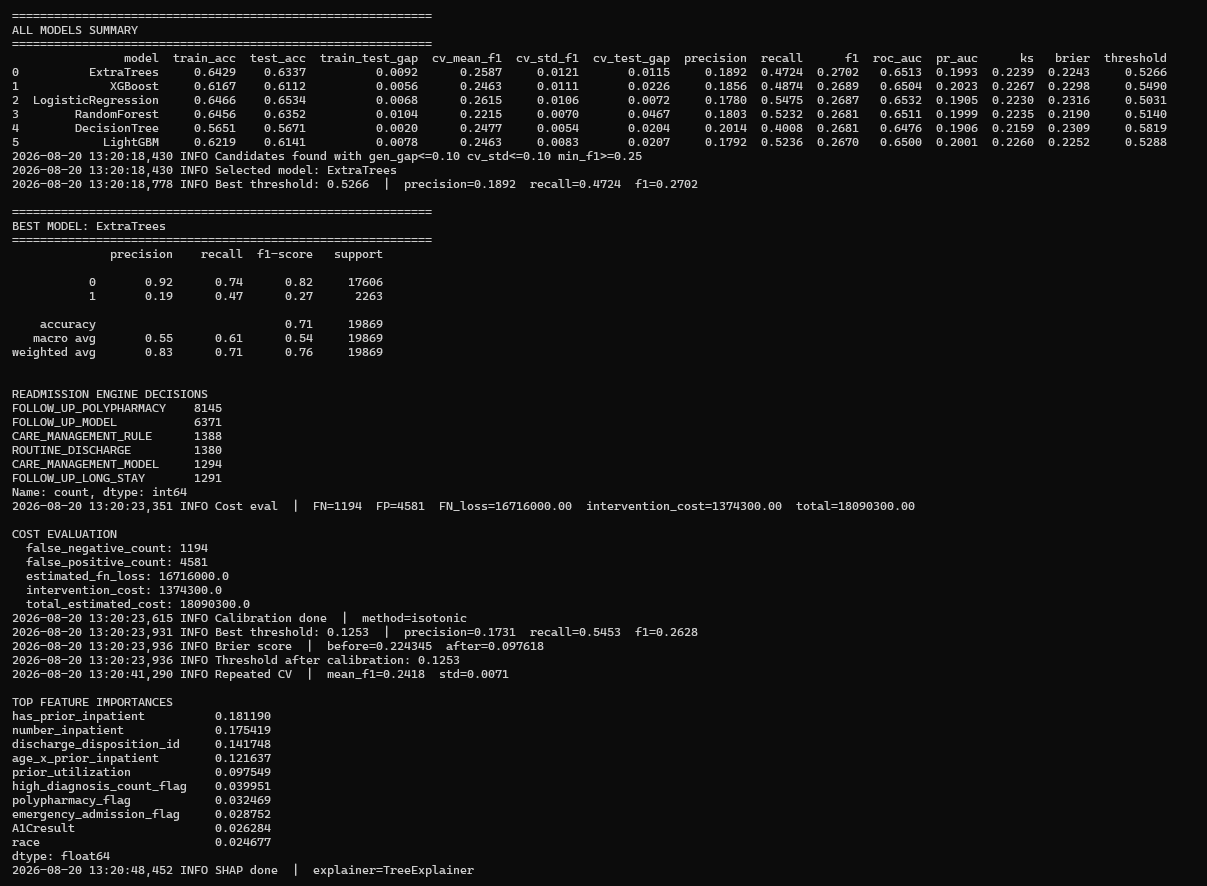 ============================================================
ALL MODELS SUMMARY
============================================================
                model  train_acc  test_acc  train_test_gap  cv_mean_f1  cv_std_f1  cv_test_gap  precision  recall      f1  roc_auc  pr_auc      ks   brier  threshold
0          ExtraTrees     0.6429    0.6337          0.0092      0.2587     0.0121       0.0115     0.1892  0.4724  0.2702   0.6513  0.1993  0.2239  0.2243     0.5266
1             XGBoost     0.6167    0.6112          0.0056      0.2463     0.0111       0.0226     0.1856  0.4874  0.2689   0.6504  0.2023  0.2267  0.2298     0.5490
2  LogisticRegression     0.6466    0.6534          0.0068      0.2615     0.0106       0.0072     0.1780  0.5475  0.2687   0.6532  0.1905  0.2230  0.2316     0.5031
3        RandomForest     0.6456    0.6352          0.0104      0.2215     0.0070       0.0467     0.1803  0.5232  0.2681   0.6511  0.1999  0.2235  0.2190     0.5140
4        DecisionTree     0.5651    0.5671          0.0020      0.2477     0.0054       0.0204     0.2014  0.4008  0.2681   0.6476  0.1906  0.2159  0.2309     0.5819
5            LightGBM     0.6219    0.6141          0.0078      0.2463     0.0083       0.0207     0.1792  0.5236  0.2670   0.6500  0.2001  0.2260  0.2252     0.5288
2026-08-20 13:20:18,430 INFO Candidates found with gen_gap<=0.10 cv_std<=0.10 min_f1>=0.25
2026-08-20 13:20:18,430 INFO Selected model: ExtraTrees
2026-08-20 13:20:18,778 INFO Best threshold: 0.5266  |  precision=0.1892  recall=0.4724  f1=0.2702
============================================================
BEST MODEL: ExtraTrees
============================================================
              precision    recall  f1-score   support
           0       0.92      0.74      0.82     17606
           1       0.19      0.47      0.27      2263
    accuracy                           0.71     19869
   macro avg       0.55      0.61      0.54     19869
weighted avg       0.83      0.71      0.76     19869
READMISSION ENGINE DECISIONS
FOLLOW_UP_POLYPHARMACY    8145
FOLLOW_UP_MODEL           6371
CARE_MANAGEMENT_RULE      1388
ROUTINE_DISCHARGE         1380
CARE_MANAGEMENT_MODEL     1294
FOLLOW_UP_LONG_STAY       1291
Name: count, dtype: int64
2026-08-20 13:20:23,351 INFO Cost eval  |  FN=1194  FP=4581  FN_loss=16716000.00  intervention_cost=1374300.00  total=18090300.00
COST EVALUATION
  false_negative_count: 1194
  false_positive_count: 4581
  estimated_fn_loss: 16716000.0
  intervention_cost: 1374300.0
  total_estimated_cost: 18090300.0
2026-08-20 13:20:23,615 INFO Calibration done  |  method=isotonic
2026-08-20 13:20:23,931 INFO Best threshold: 0.1253  |  precision=0.1731  recall=0.5453  f1=0.2628
2026-08-20 13:20:23,936 INFO Brier score  |  before=0.224345  after=0.097618
2026-08-20 13:20:23,936 INFO Threshold after calibration: 0.1253
2026-08-20 13:20:41,290 INFO Repeated CV  |  mean_f1=0.2418  std=0.0071
TOP FEATURE IMPORTANCES
has_prior_inpatient          0.181190
number_inpatient             0.175419
discharge_disposition_id     0.141748
age_x_prior_inpatient        0.121637
prior_utilization            0.097549
high_diagnosis_count_flag    0.039951
polypharmacy_flag            0.032469
emergency_admission_flag     0.028752
A1Cresult                    0.026284
race                         0.024677
dtype: float64
2026-08-20 13:20:48,452 INFO SHAP done  |  explainer=TreeExplainer